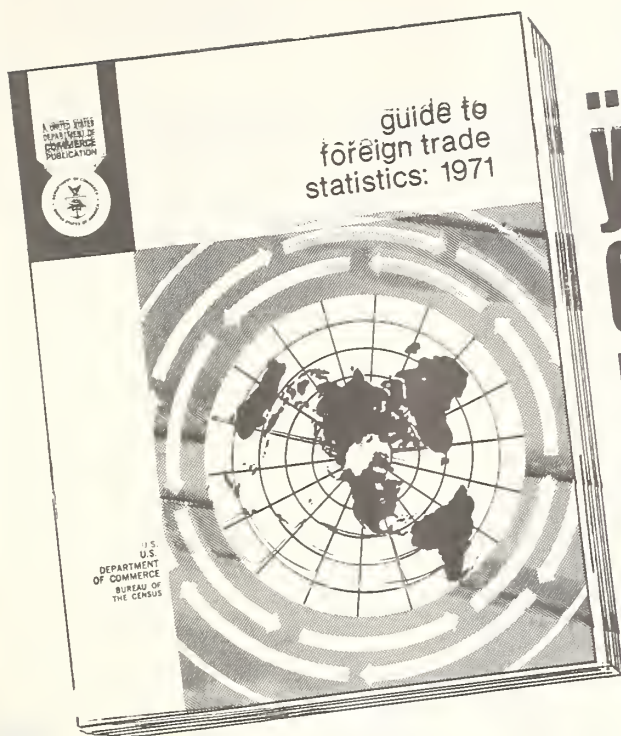 A UNITED STATES
DEPARTMENT OF
COMMERCE
PUBLICATION
guide to
foreign trade
statistics: 1971
U.S.
U.S.
DEPARTMENT
OF COMMERCE
BUREAU OF
THE CENSUS